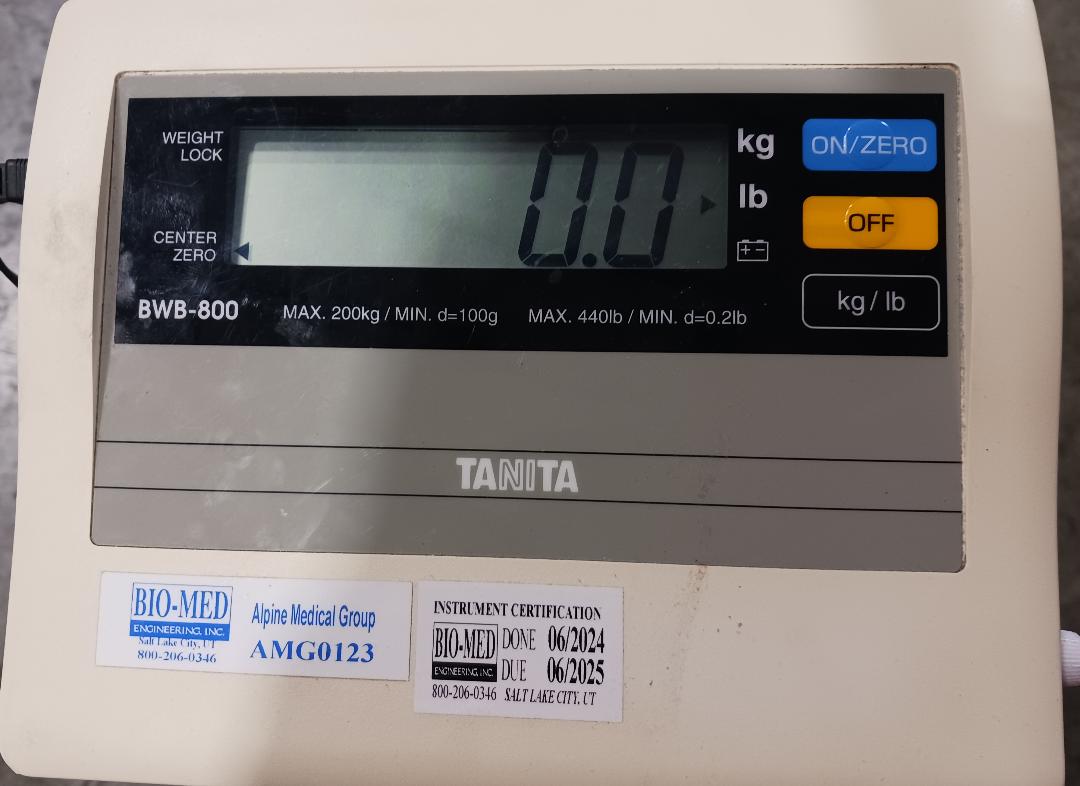 WEIGHT
LOCK
0.0
kg
ON/ZERO
lb
OFF
CENTER
ZERO
kg / lb
BWB-800
MAX. 200kg / MIN. d=100g
MAX. 440lb / MIN. d=0.2lb
TANITA
BIO-MED
ENGINEERING, INC.
Salt Lake City, UT
800-206-0346
Alpine Medical Group
AMG0123
INSTRUMENT CERTIFICATION
BIO-MED
ENGINEERING, INC.
DONE 06/2024
DUE 06/2025
800-206-0346 SALT LAKE CITY, UT